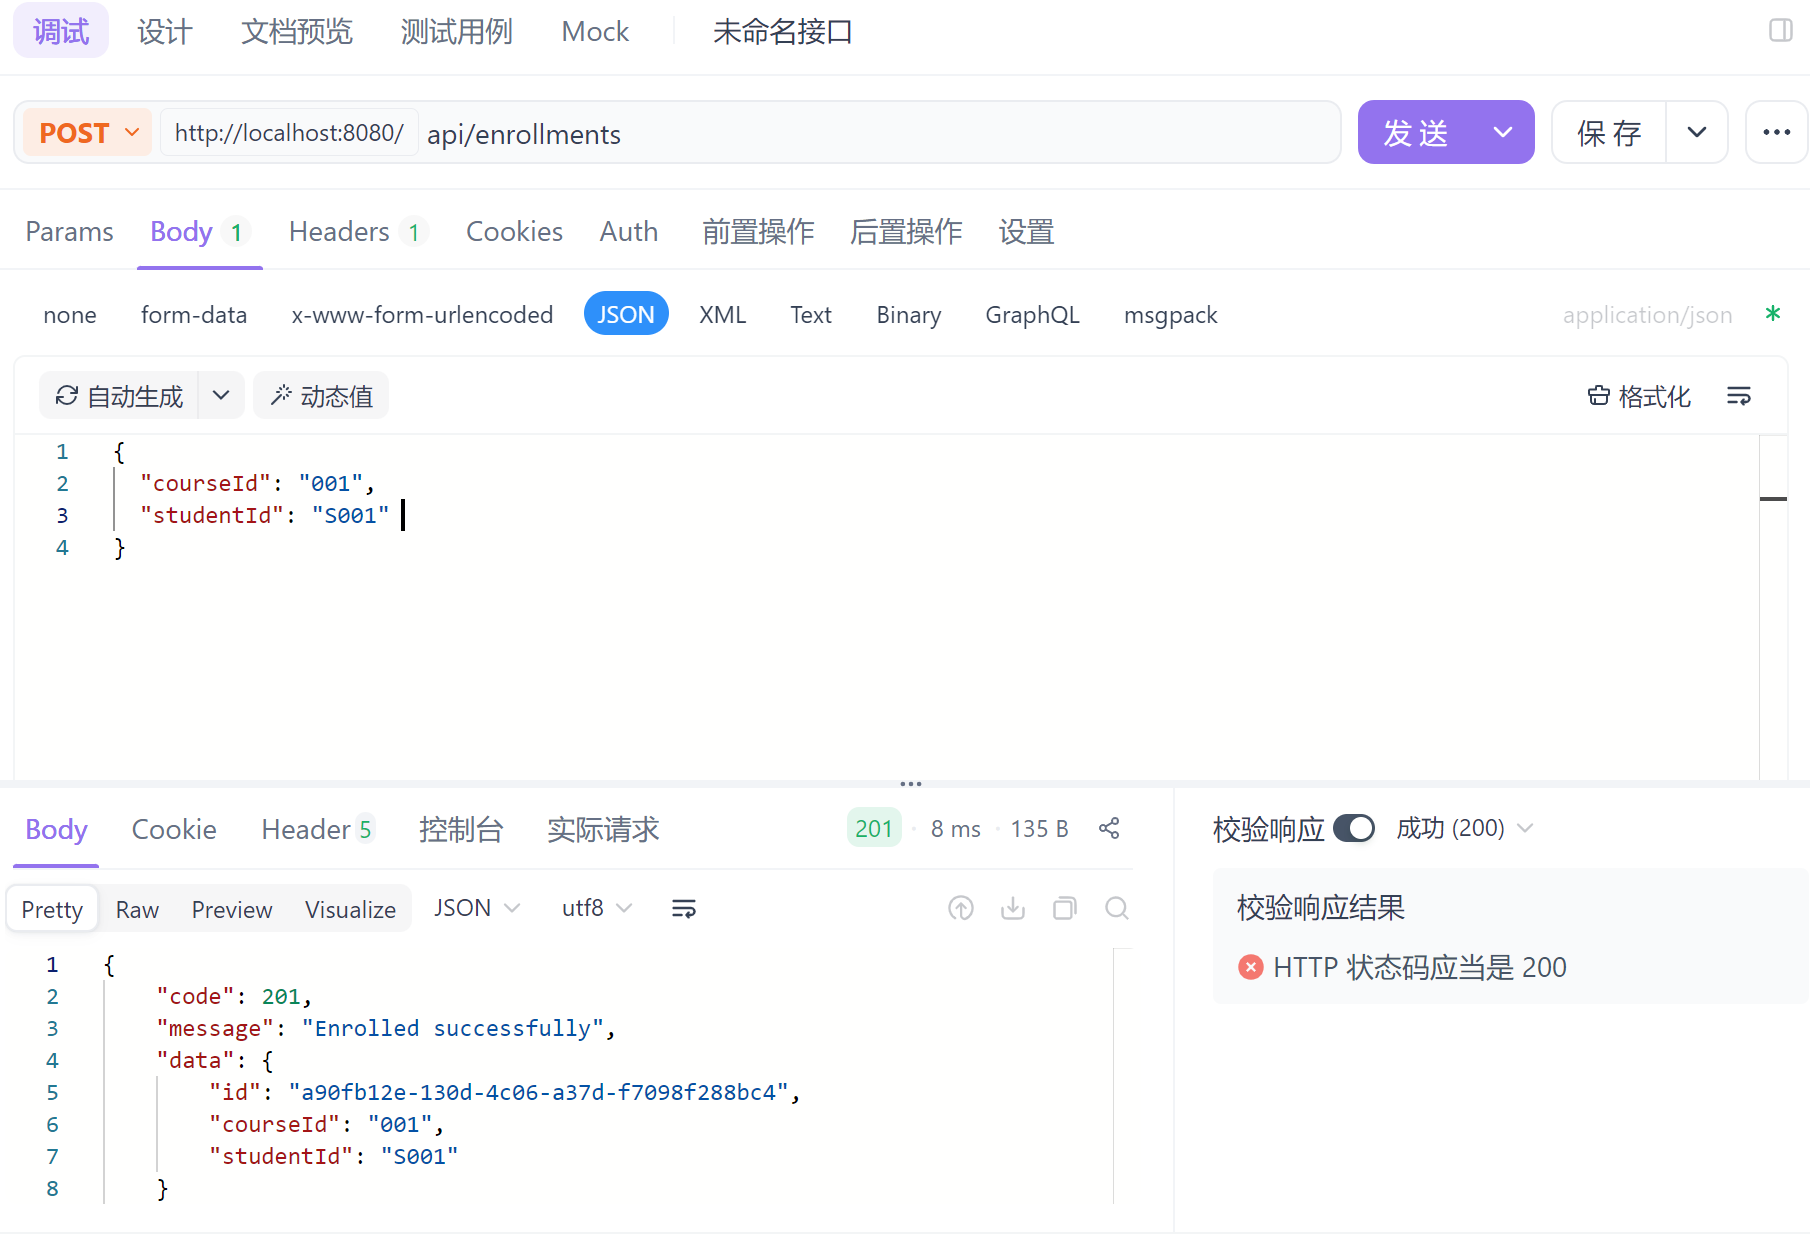 调试 设计 文档预览 测试用例 Mock 未命名接口
POST http://localhost:8080/ api/enrollments 发 送 保 存
Params Body 1 Headers 1 Cookies Auth 前置操作 后置操作 设置
none form-data x-www-form-urlencoded JSON XML Text Binary GraphQL msgpack application/json *
自动生成 动态值 格式化
1 {
2 "courseId": "001",
3 "studentId": "S001"
4 }
Body Cookie Header 5 控制台 实际请求 201 · 8 ms · 135 B 校验响应 成功 (200)
Pretty Raw Preview Visualize JSON utf8 校验响应结果
HTTP 状态码应当是 200
1 {
2 "code": 201,
3 "message": "Enrolled successfully",
4 "data": {
5 "id": "a90fb12e-130d-4c06-a37d-f7098f288bc4",
6 "courseId": "001",
7 "studentId": "S001"
8 }